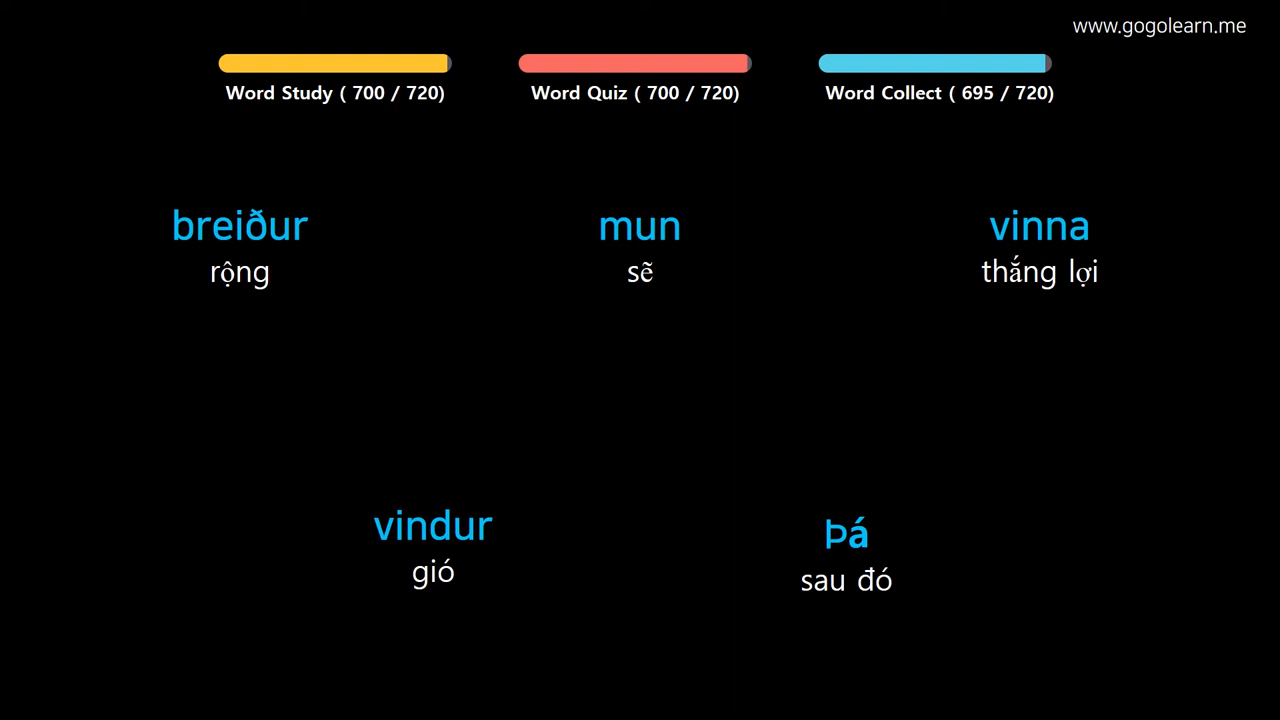 www.gogolearn.me
Word Study ( 700 / 720)
Word Quiz ( 700 / 720)
Word Collect ( 695 / 720)
breiður
rộng
mun
sẽ
vinna
thắng lợi
vindur
gió
Þá
sau đó